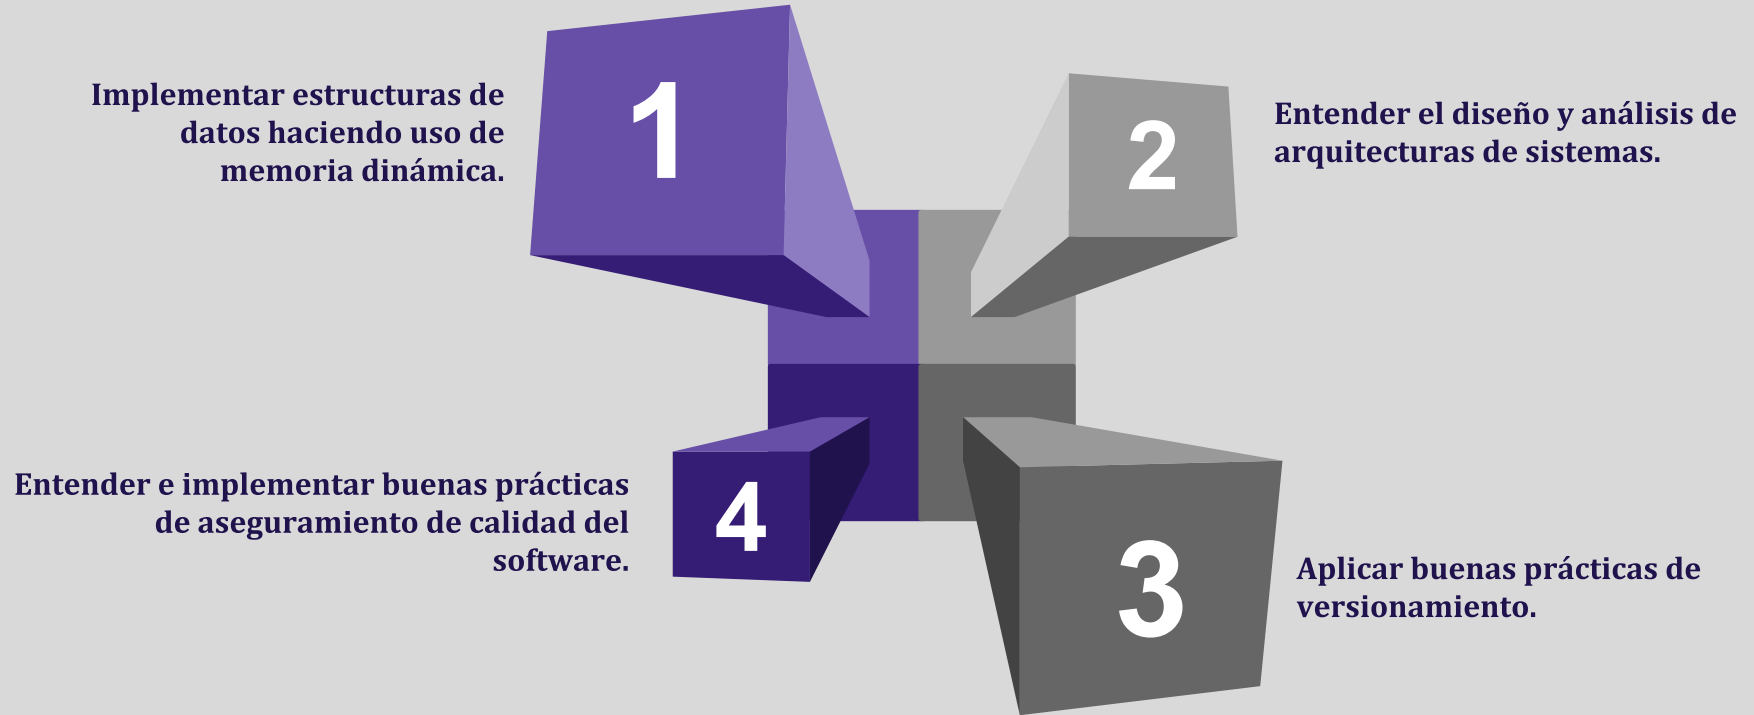 1
Implementar estructuras de
datos haciendo uso de
memoria dinámica.
2
Entender el diseño y análisis de
arquitecturas de sistemas.
3
Aplicar buenas prácticas de
versionamiento.
4
Entender e implementar buenas prácticas
de aseguramiento de calidad del
software.